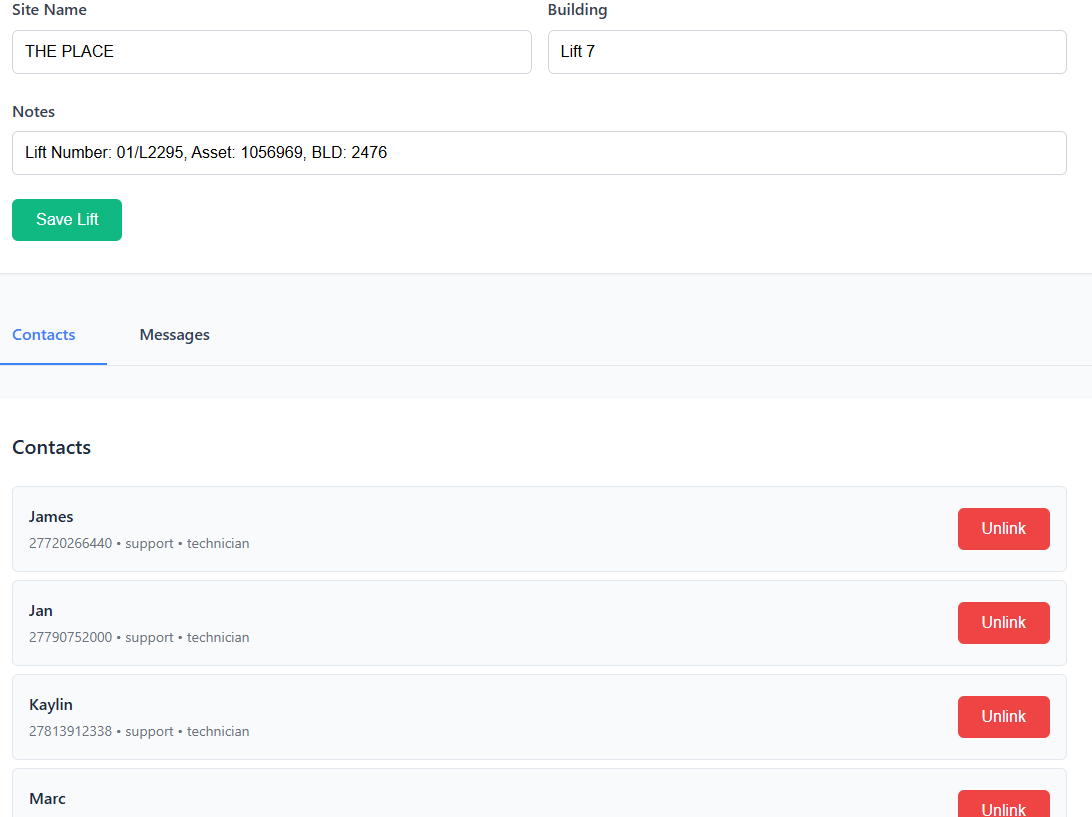 Site Name
Building
THE PLACE
Lift 7
Notes
Lift Number: 01/L2295, Asset: 1056969, BLD: 2476
Save Lift
Contacts
Messages
Contacts
James
27720266440 • support • technician
Unlink
Jan
27790752000 • support • technician
Unlink
Kaylin
27813912338 • support • technician
Unlink
Marc
Unlink